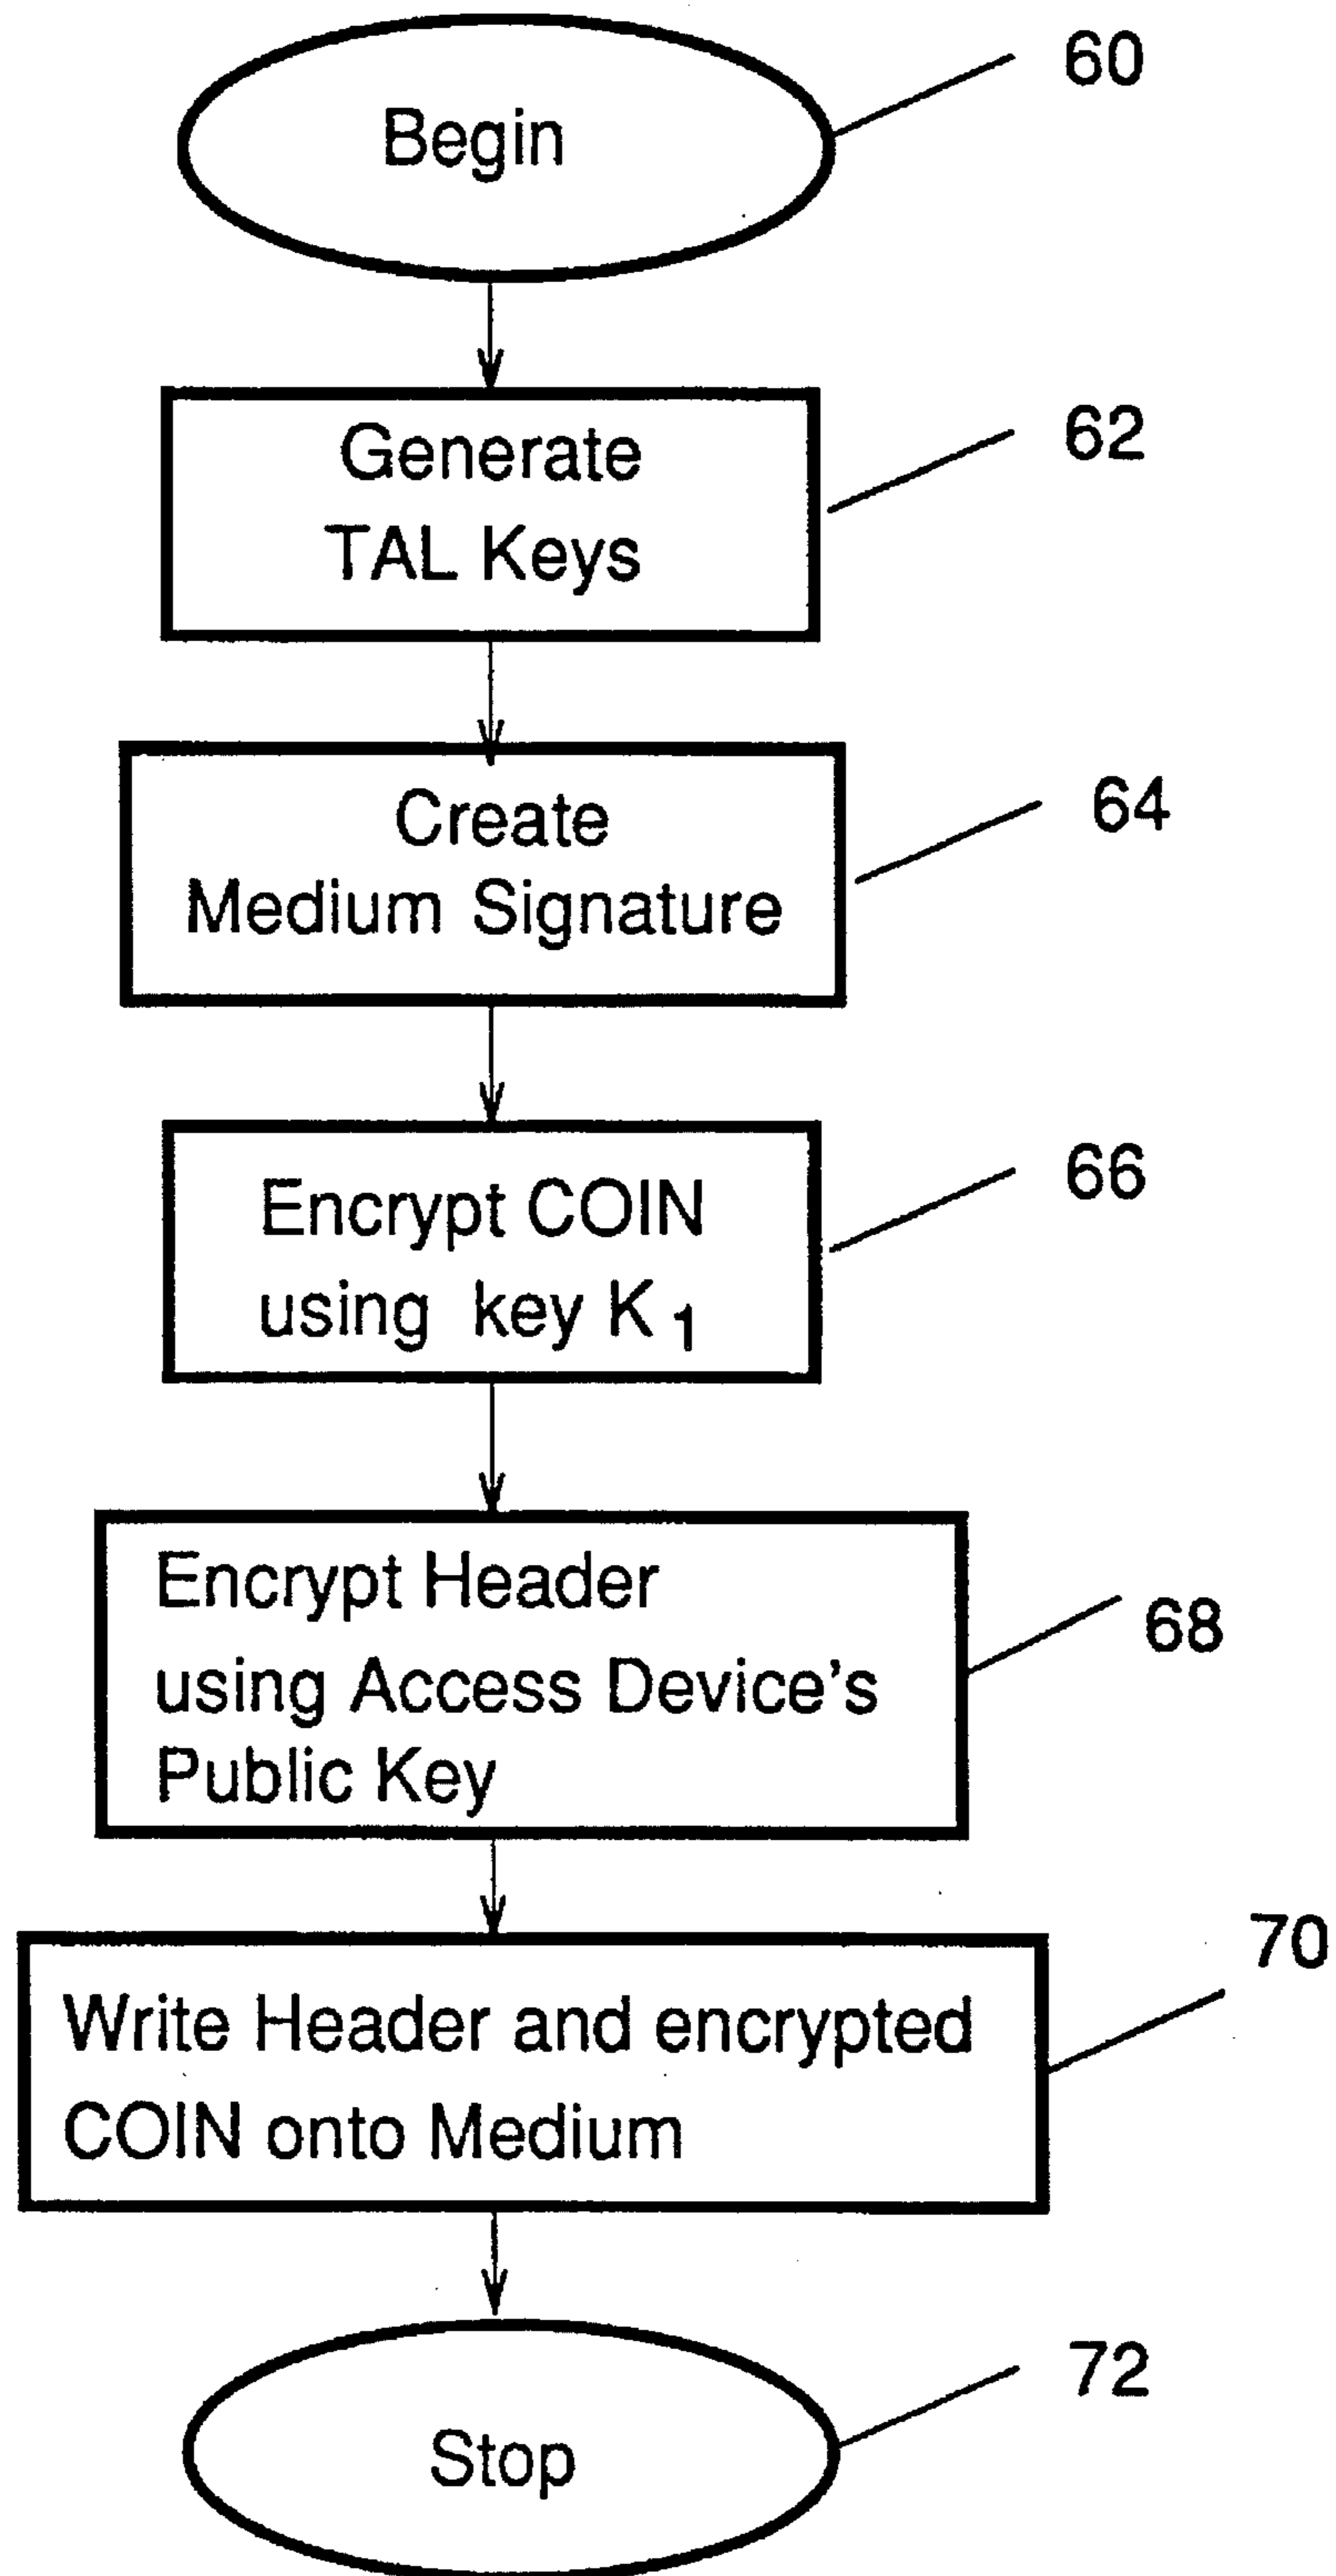 Begin
60
Generate
TAL Keys
62
Create
Medium Signature
64
Encrypt COIN
using key K1
66
Encrypt Header
using Access Device's
Public Key
68
Write Header and encrypted
COIN onto Medium
70
Stop
72